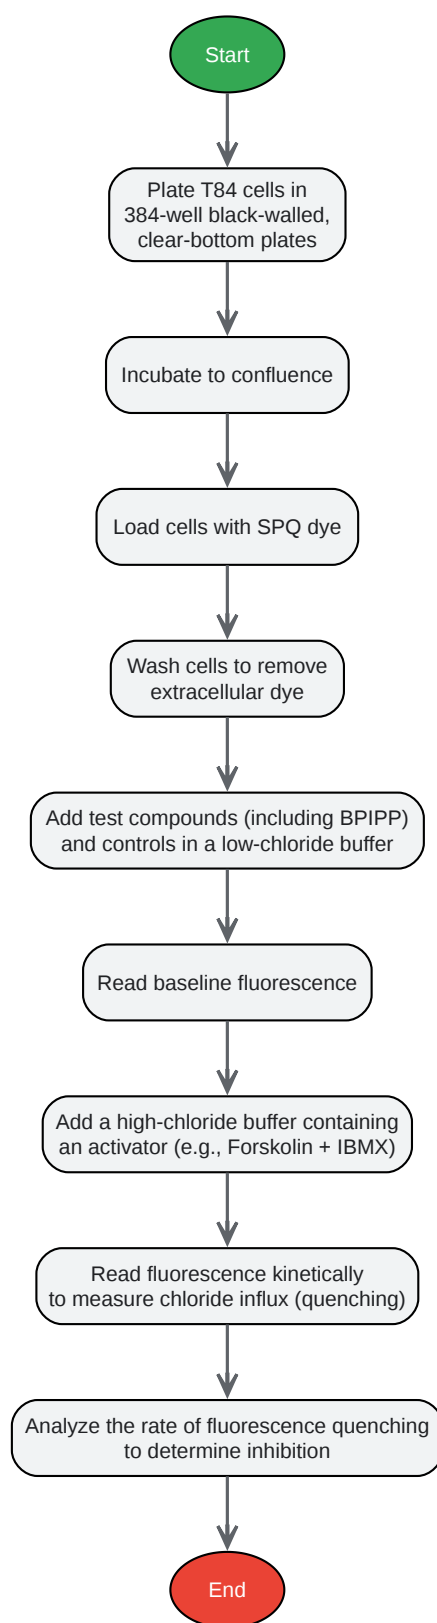 Start
Plate T84 cells in
384-well black-walled,
clear-bottom plates
Incubate to confluence
Load cells with SPQ dye
Wash cells to remove
extracellular dye
Add test compounds (including BPIPP)
and controls in a low-chloride buffer
Read baseline fluorescence
Add a high-chloride buffer containing
an activator (e.g., Forskolin + IBMX)
Read fluorescence kinetically
to measure chloride influx (quenching)
Analyze the rate of fluorescence quenching
to determine inhibition
End